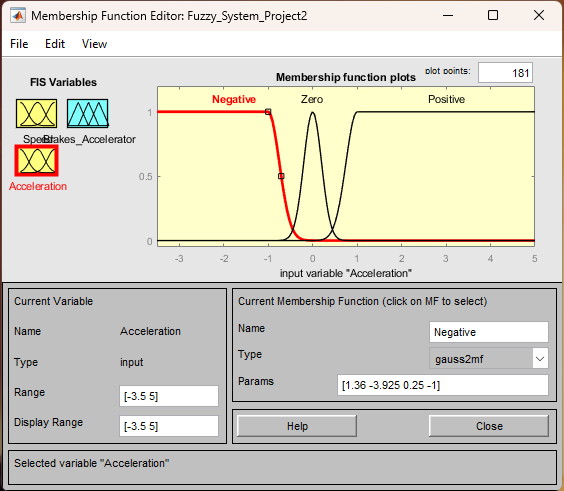 Membership Function Editor: Fuzzy_System_Project2
File Edit View
FIS Variables
Speed
Brakes_Accelerator
Acceleration
Membership function plots
plot points: 181
Negative Zero Positive
1
0.5
0
-3 -2 -1 0 1 2 3 4 5
input variable "Acceleration"
Current Variable
Name Acceleration
Type input
Range [-3.5 5]
Display Range [-3.5 5]
Current Membership Function (click on MF to select)
Name Negative
Type gauss2mf
Params [1.36 -3.925 0.25 -1]
Help Close
Selected variable "Acceleration"